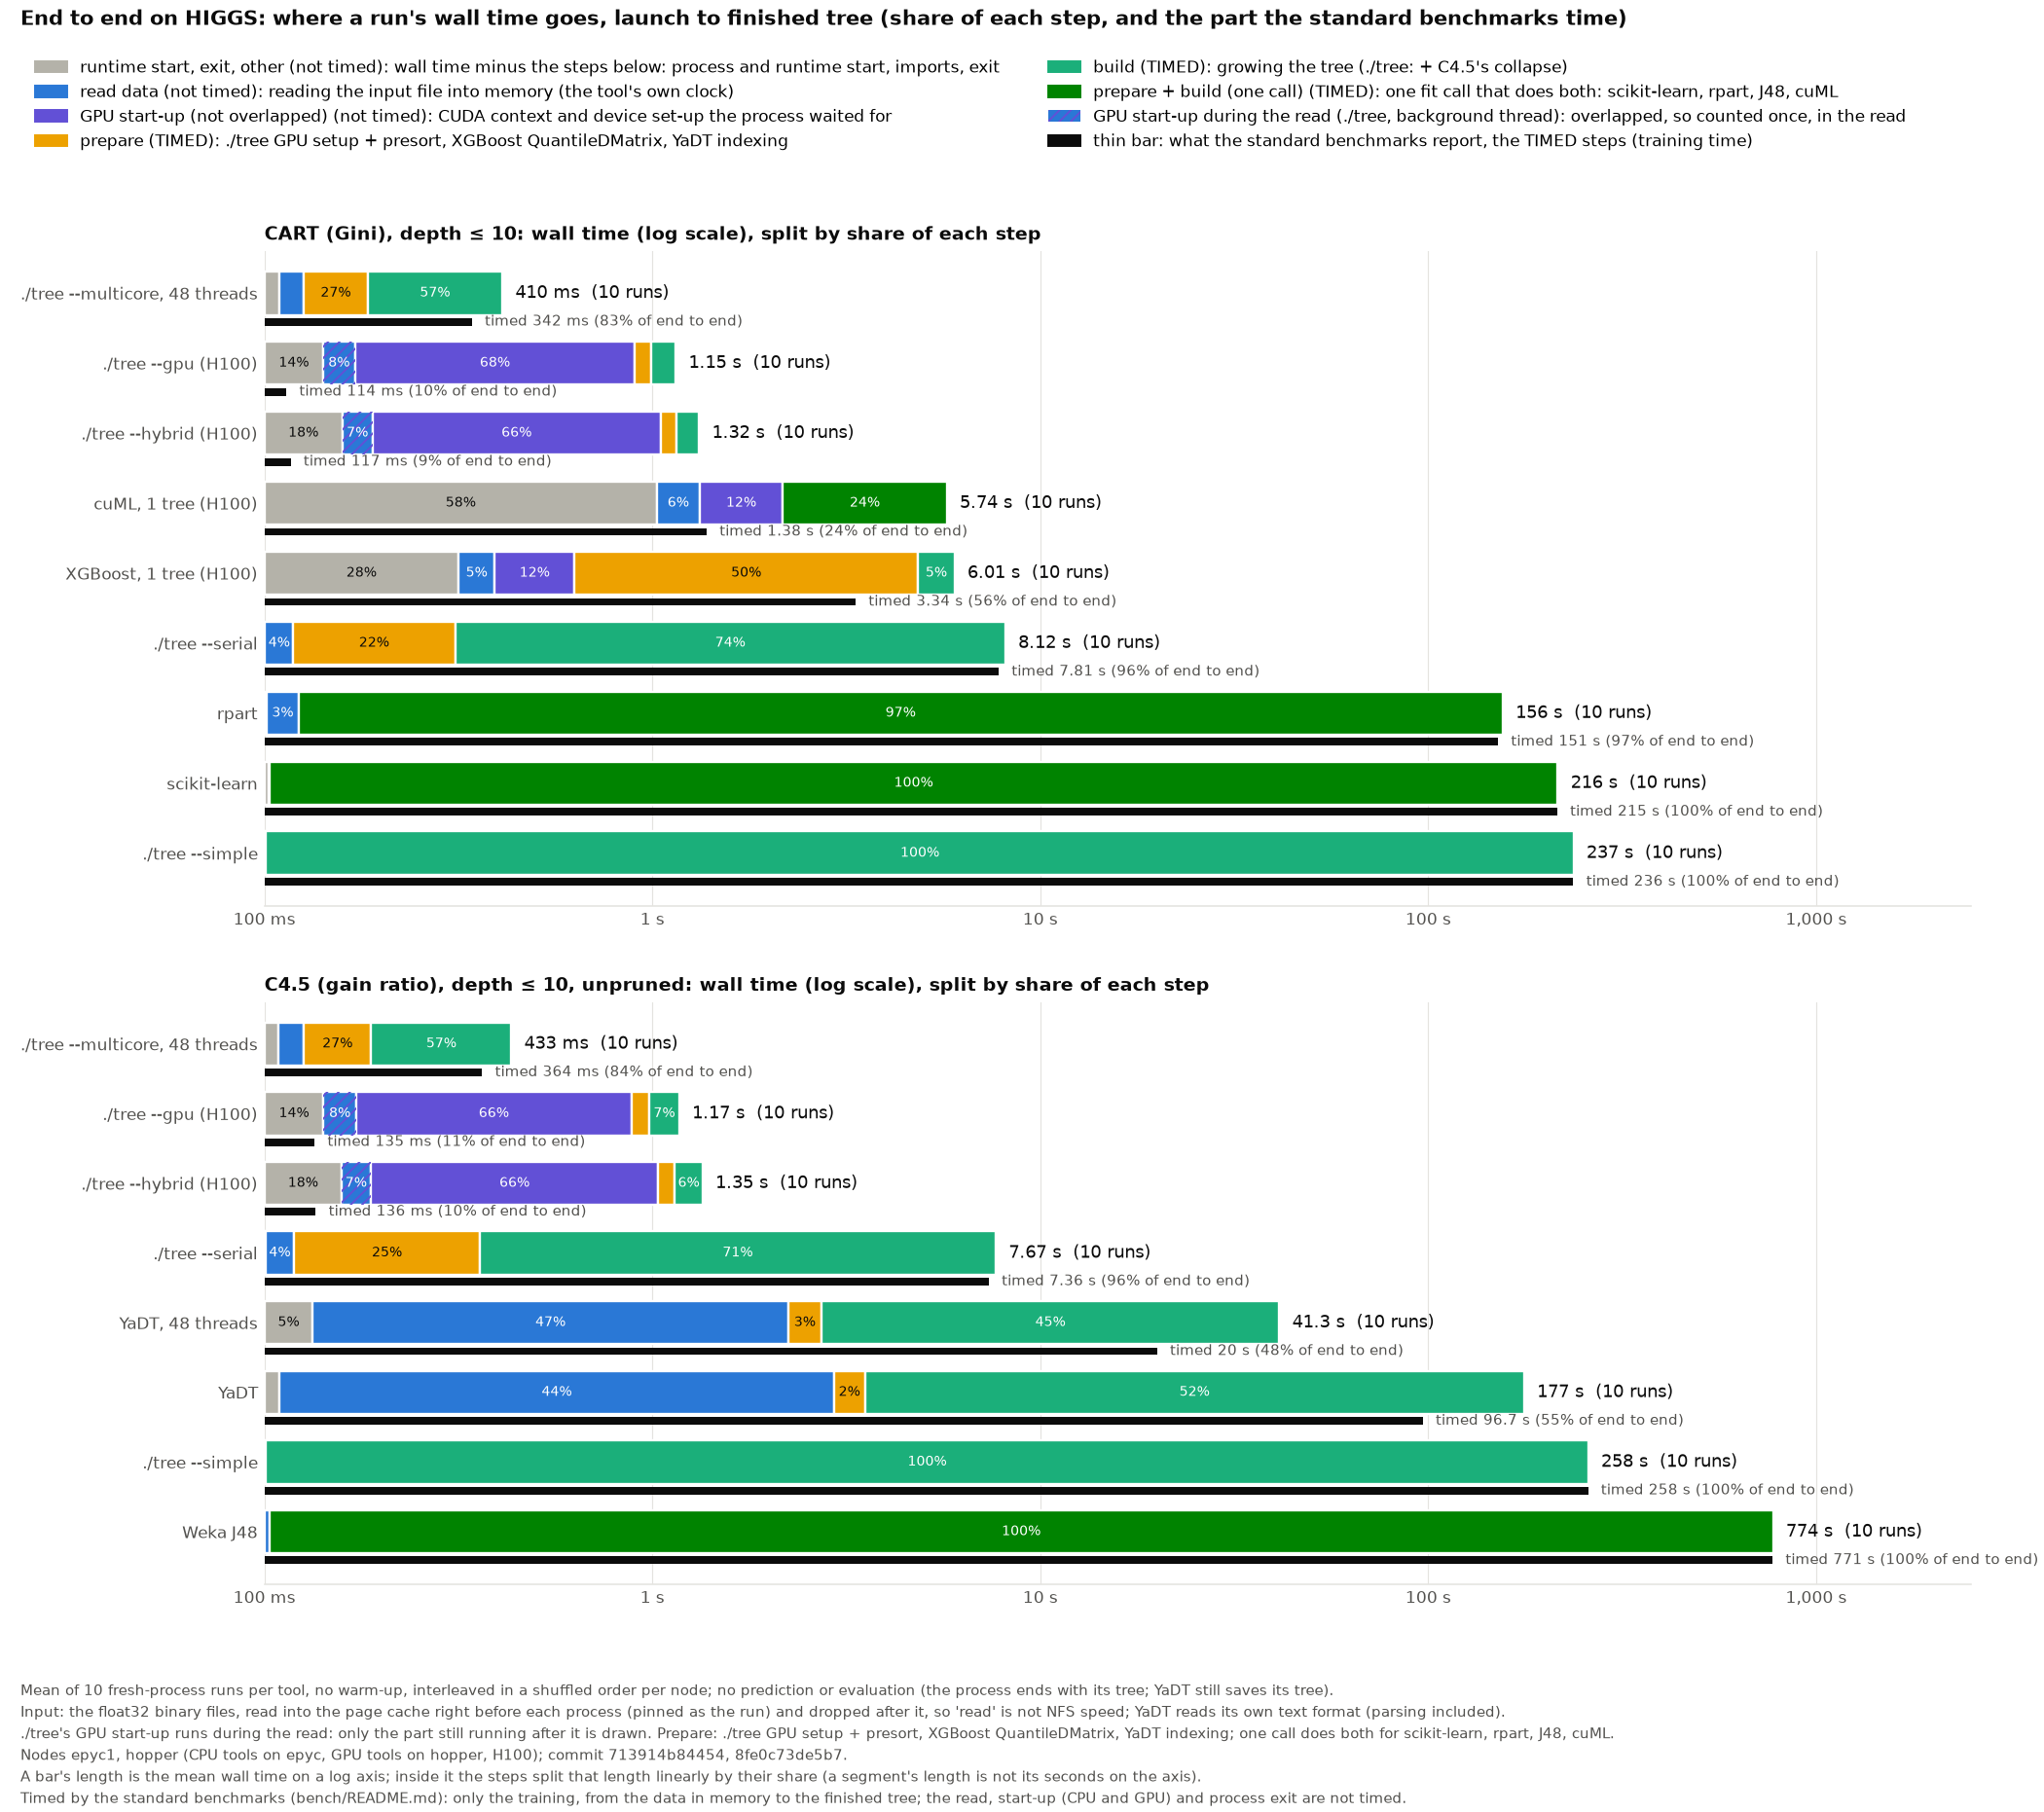 End to end on HIGGS: where a run's wall time goes, launch to finished tree (share of each step, and the part the standard benchmarks time)
runtime start, exit, other (not timed): wall time minus the steps below: process and runtime start, imports, exit
read data (not timed): reading the input file into memory (the tool's own clock)
GPU start-up (not overlapped) (not timed): CUDA context and device set-up the process waited for
prepare (TIMED): ./tree GPU setup + presort, XGBoost QuantileDMatrix, YaDT indexing
build (TIMED): growing the tree (./tree: + C4.5's collapse)
prepare + build (one call) (TIMED): one fit call that does both: scikit-learn, rpart, J48, cuML
GPU start-up during the read (./tree, background thread): overlapped, so counted once, in the read
thin bar: what the standard benchmarks report, the TIMED steps (training time)
CART (Gini), depth ≤ 10: wall time (log scale), split by share of each step
./tree --multicore, 48 threads 27% 57% 410 ms (10 runs)
timed 342 ms (83% of end to end)
./tree --gpu (H100) 14% 8% 68% 1.15 s (10 runs)
timed 114 ms (10% of end to end)
./tree --hybrid (H100) 18% 7% 66% 1.32 s (10 runs)
timed 117 ms (9% of end to end)
cuML, 1 tree (H100) 58% 6% 12% 24% 5.74 s (10 runs)
timed 1.38 s (24% of end to end)
XGBoost, 1 tree (H100) 28% 5% 12% 50% 5% 6.01 s (10 runs)
timed 3.34 s (56% of end to end)
./tree --serial 4% 22% 74% 8.12 s (10 runs)
timed 7.81 s (96% of end to end)
rpart 3% 97% 156 s (10 runs)
timed 151 s (97% of end to end)
scikit-learn 100% 216 s (10 runs)
timed 215 s (100% of end to end)
./tree --simple 100% 237 s (10 runs)
timed 236 s (100% of end to end)
100 ms 1 s 10 s 100 s 1,000 s
C4.5 (gain ratio), depth ≤ 10, unpruned: wall time (log scale), split by share of each step
./tree --multicore, 48 threads 27% 57% 433 ms (10 runs)
timed 364 ms (84% of end to end)
./tree --gpu (H100) 14% 8% 66% 7% 1.17 s (10 runs)
timed 135 ms (11% of end to end)
./tree --hybrid (H100) 18% 7% 66% 6% 1.35 s (10 runs)
timed 136 ms (10% of end to end)
./tree --serial 4% 25% 71% 7.67 s (10 runs)
timed 7.36 s (96% of end to end)
YaDT, 48 threads 5% 47% 3% 45% 41.3 s (10 runs)
timed 20 s (48% of end to end)
YaDT 44% 2% 52% 177 s (10 runs)
timed 96.7 s (55% of end to end)
./tree --simple 100% 258 s (10 runs)
timed 258 s (100% of end to end)
Weka J48 100% 774 s (10 runs)
timed 771 s (100% of end to end)
100 ms 1 s 10 s 100 s 1,000 s
Mean of 10 fresh-process runs per tool, no warm-up, interleaved in a shuffled order per node; no prediction or evaluation (the process ends with its tree; YaDT still saves its tree).
Input: the float32 binary files, read into the page cache right before each process (pinned as the run) and dropped after it, so 'read' is not NFS speed; YaDT reads its own text format (parsing included).
./tree's GPU start-up runs during the read: only the part still running after it is drawn. Prepare: ./tree GPU setup + presort, XGBoost QuantileDMatrix, YaDT indexing; one call does both for scikit-learn, rpart, J48, cuML.
Nodes epyc1, hopper (CPU tools on epyc, GPU tools on hopper, H100); commit 713914b84454, 8fe0c73de5b7.
A bar's length is the mean wall time on a log axis; inside it the steps split that length linearly by their share (a segment's length is not its seconds on the axis).
Timed by the standard benchmarks (bench/README.md): only the training, from the data in memory to the finished tree; the read, start-up (CPU and GPU) and process exit are not timed.